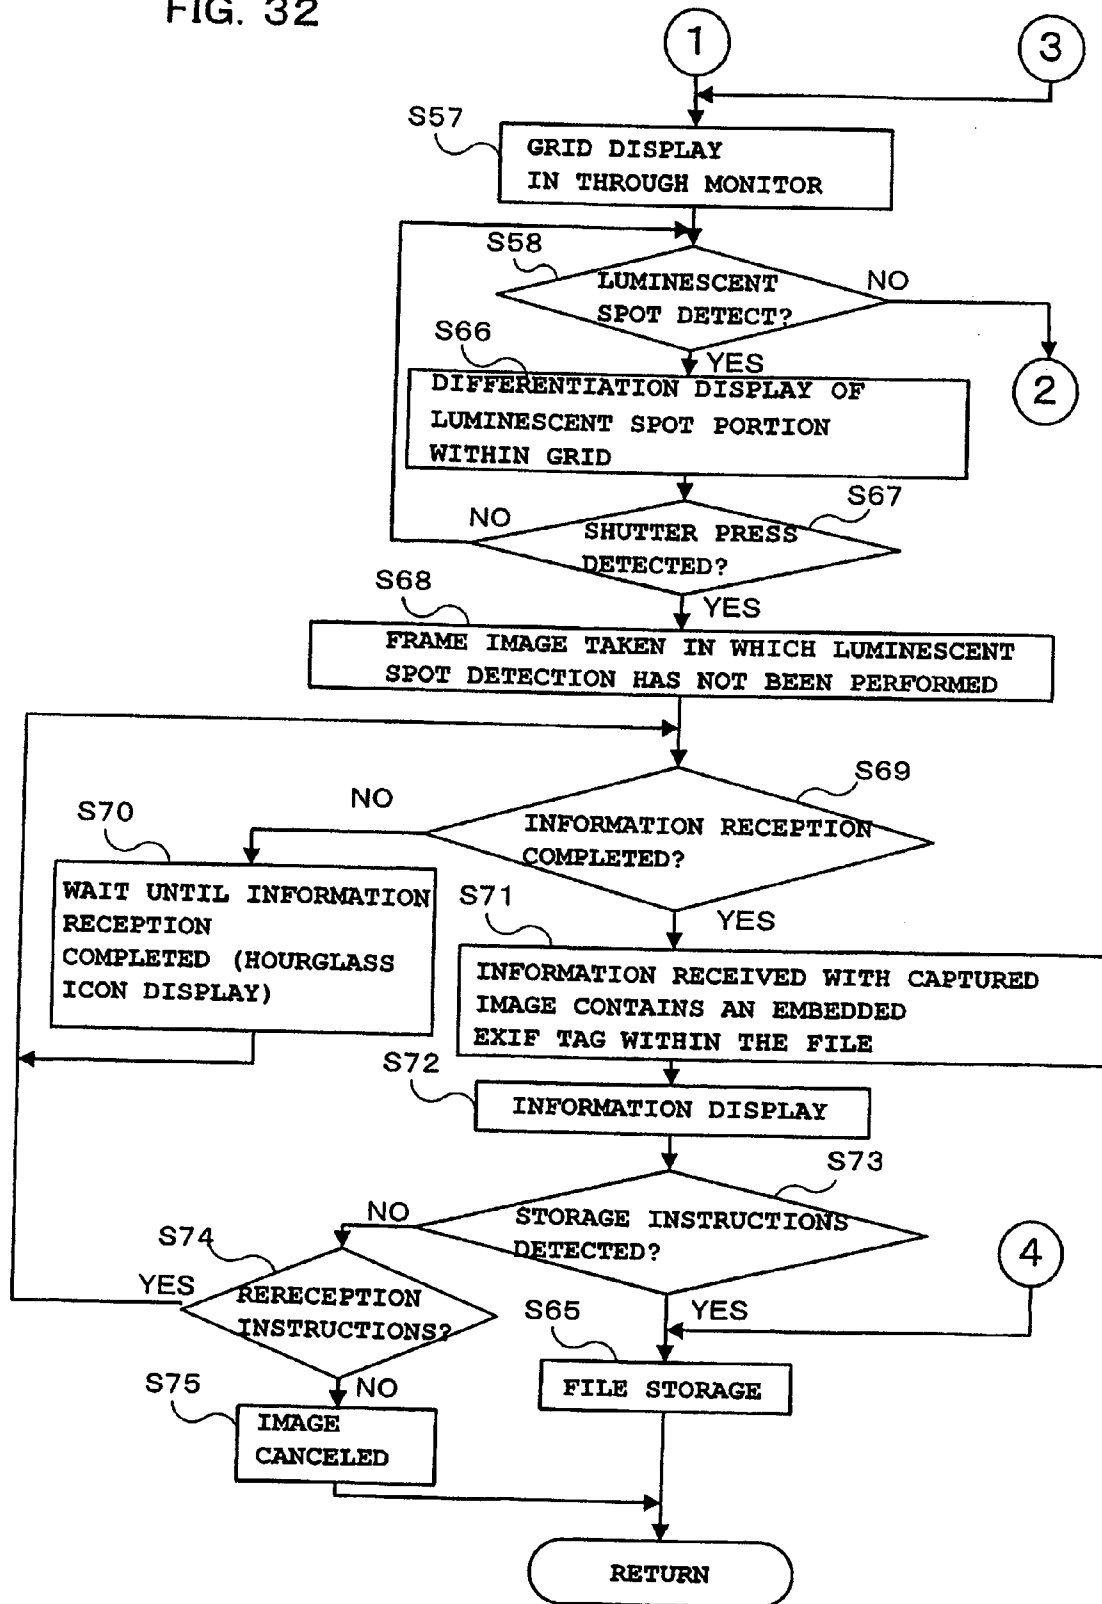 FIG. 32
1
3
S57
GRID DISPLAY
IN THROUGH MONITOR
S58
LUMINESCENT
SPOT DETECT?
NO
2
YES
S66
DIFFERENTIATION DISPLAY OF
LUMINESCENT SPOT PORTION
WITHIN GRID
S67
NO
SHUTTER PRESS
DETECTED?
YES
S68
FRAME IMAGE TAKEN IN WHICH LUMINESCENT
SPOT DETECTION HAS NOT BEEN PERFORMED
S69
NO
INFORMATION RECEPTION
COMPLETED?
YES
S70
WAIT UNTIL INFORMATION
RECEPTION
COMPLETED (HOURGLASS
ICON DISPLAY)
S71
INFORMATION RECEIVED WITH CAPTURED
IMAGE CONTAINS AN EMBEDDED
EXIF TAG WITHIN THE FILE
S72
INFORMATION DISPLAY
S73
NO
STORAGE INSTRUCTIONS
DETECTED?
YES
4
S74
YES
RERECEPTION
INSTRUCTIONS?
NO
S65
FILE STORAGE
S75
IMAGE
CANCELED
RETURN